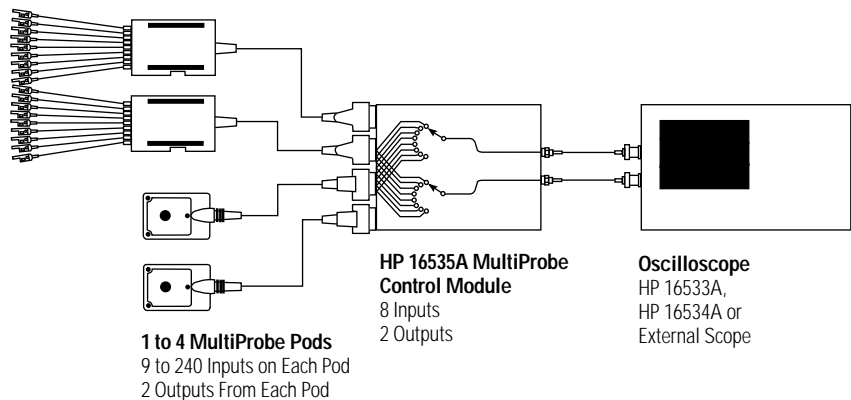 HP 16535A MultiProbe
Control Module
8 Inputs
2 Outputs
Oscilloscope
HP 16533A,
HP 16534A or
External Scope
1 to 4 MultiProbe Pods
9 to 240 Inputs on Each Pod
2 Outputs From Each Pod